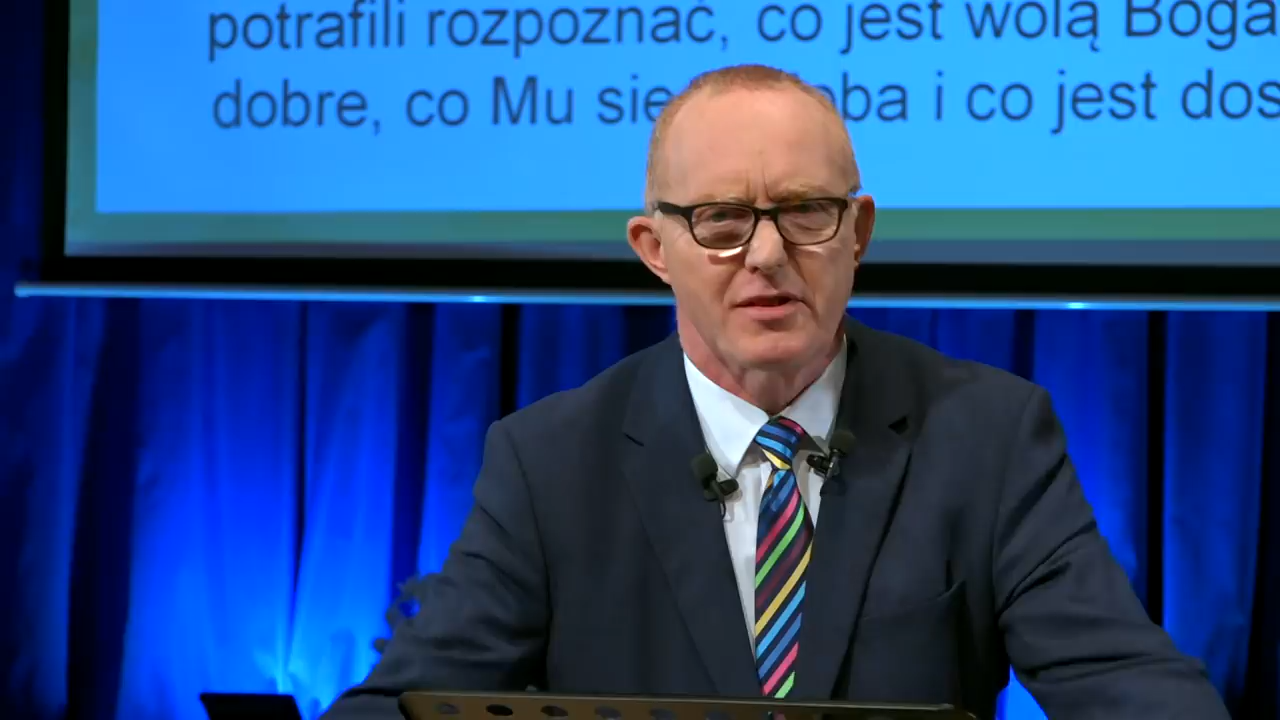 potrafili rozpoznać, co jest wolą Boga
dobre, co Mu i co jest